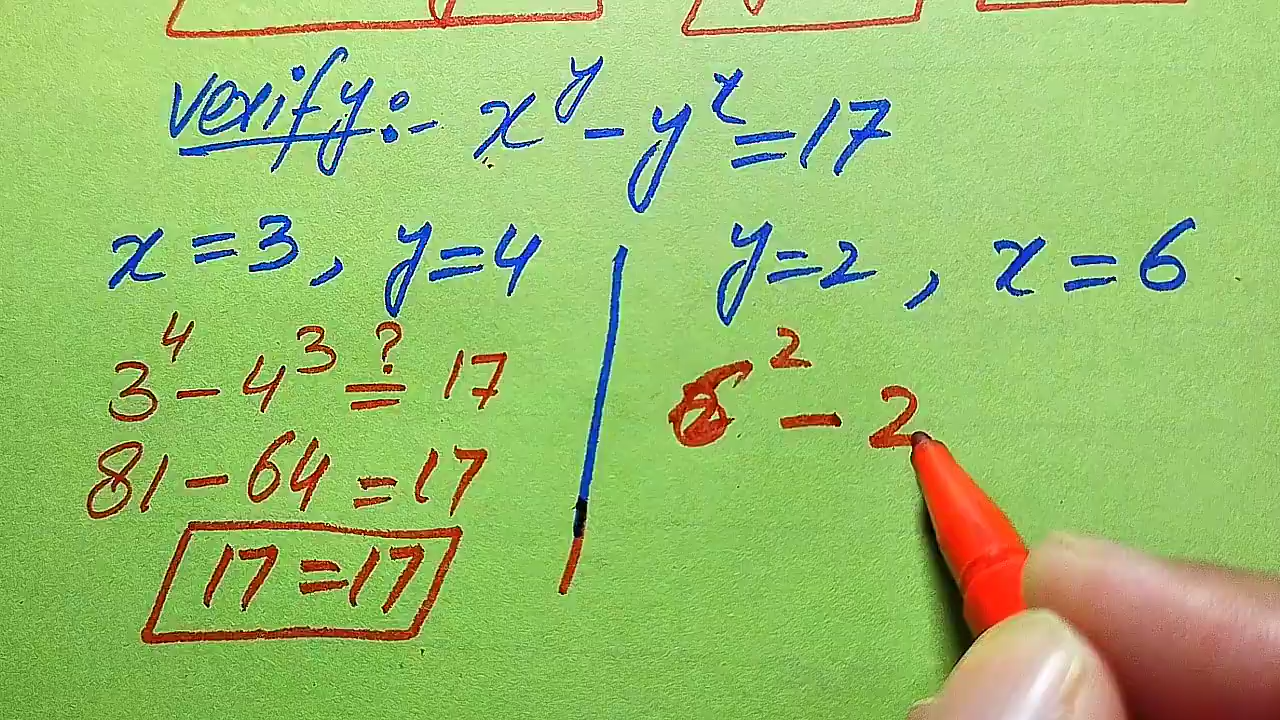 verify:- x^y - y^x = 17
x = 3, y = 4
3^4 - 4^3 ≟ 17
81 - 64 = 17
17 = 17
y = 2, x = 6
6^2 - 2